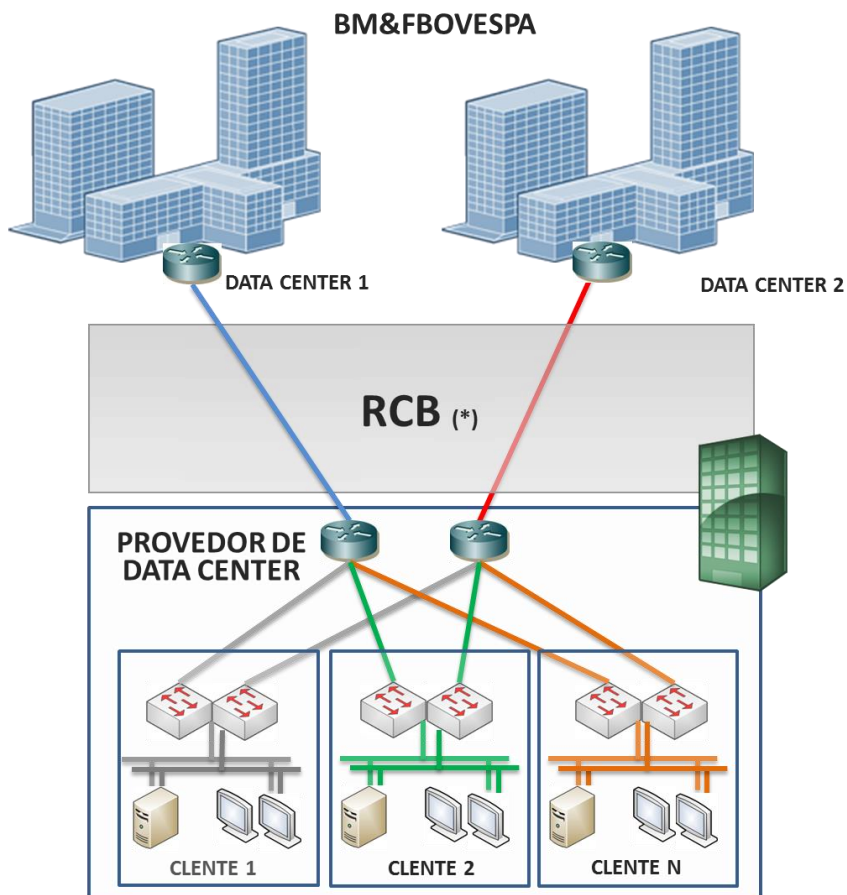 BM&FBOVESPA
DATA CENTER 1
DATA CENTER 2
RCB (*)
PROVEDOR DE
DATA CENTER
CLENTE 1
CLENTE 2
CLENTE N